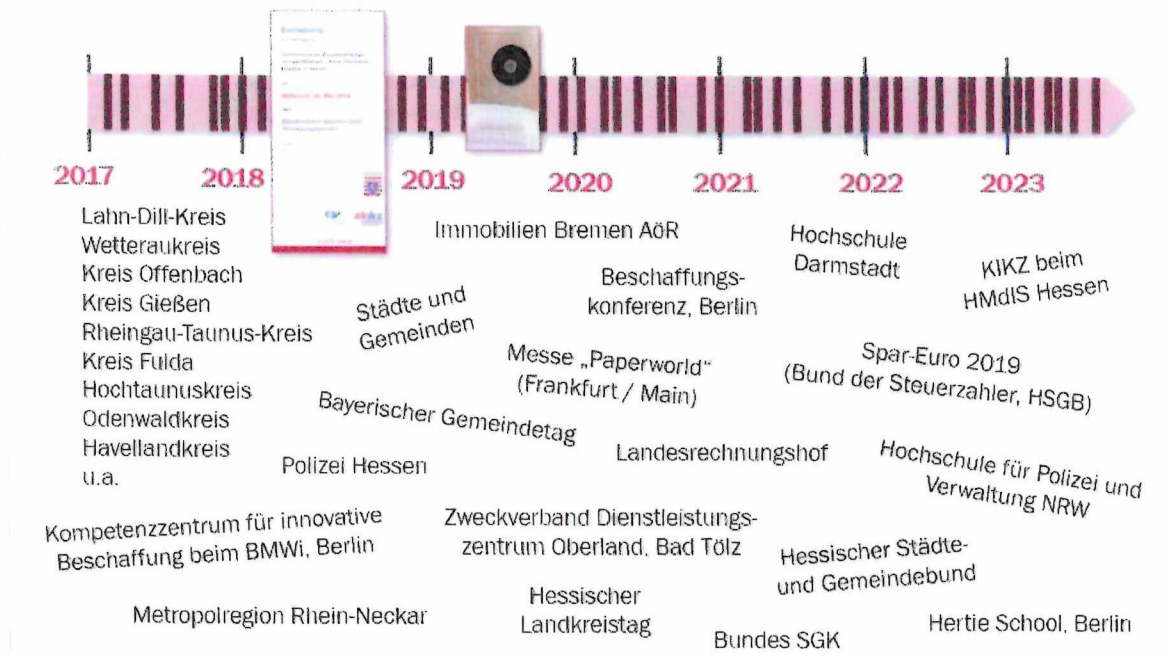 Einladung
2017
2018
2019
2020
2021
2022
2023
Lahn-Dill-Kreis
Wetteraukreis
Kreis Offenbach
Kreis Gießen
Rheingau-Taunus-Kreis
Kreis Fulda
Hochtaunuskreis
Odenwaldkreis
Havellandkreis
u.a.
Immobilien Bremen AöR
Hochschule
Darmstadt
KIKZ beim
HMdIS Hessen
Städte und
Gemeinden
Beschaffungs-
konferenz, Berlin
Messe „Paperworld“
(Frankfurt / Main)
Spar-Euro 2019
(Bund der Steuerzahler, HSGB)
Bayerischer Gemeindetag
Polizei Hessen
Landesrechnungshof
Hochschule für Polizei und
Verwaltung NRW
Kompetenzzentrum für innovative
Beschaffung beim BMWi, Berlin
Zweckverband Dienstleistungs-
zentrum Oberland, Bad Tölz
Hessischer Städte-
und Gemeindebund
Metropolregion Rhein-Neckar
Hessischer
Landkreistag
Bundes SGK
Hertie School, Berlin